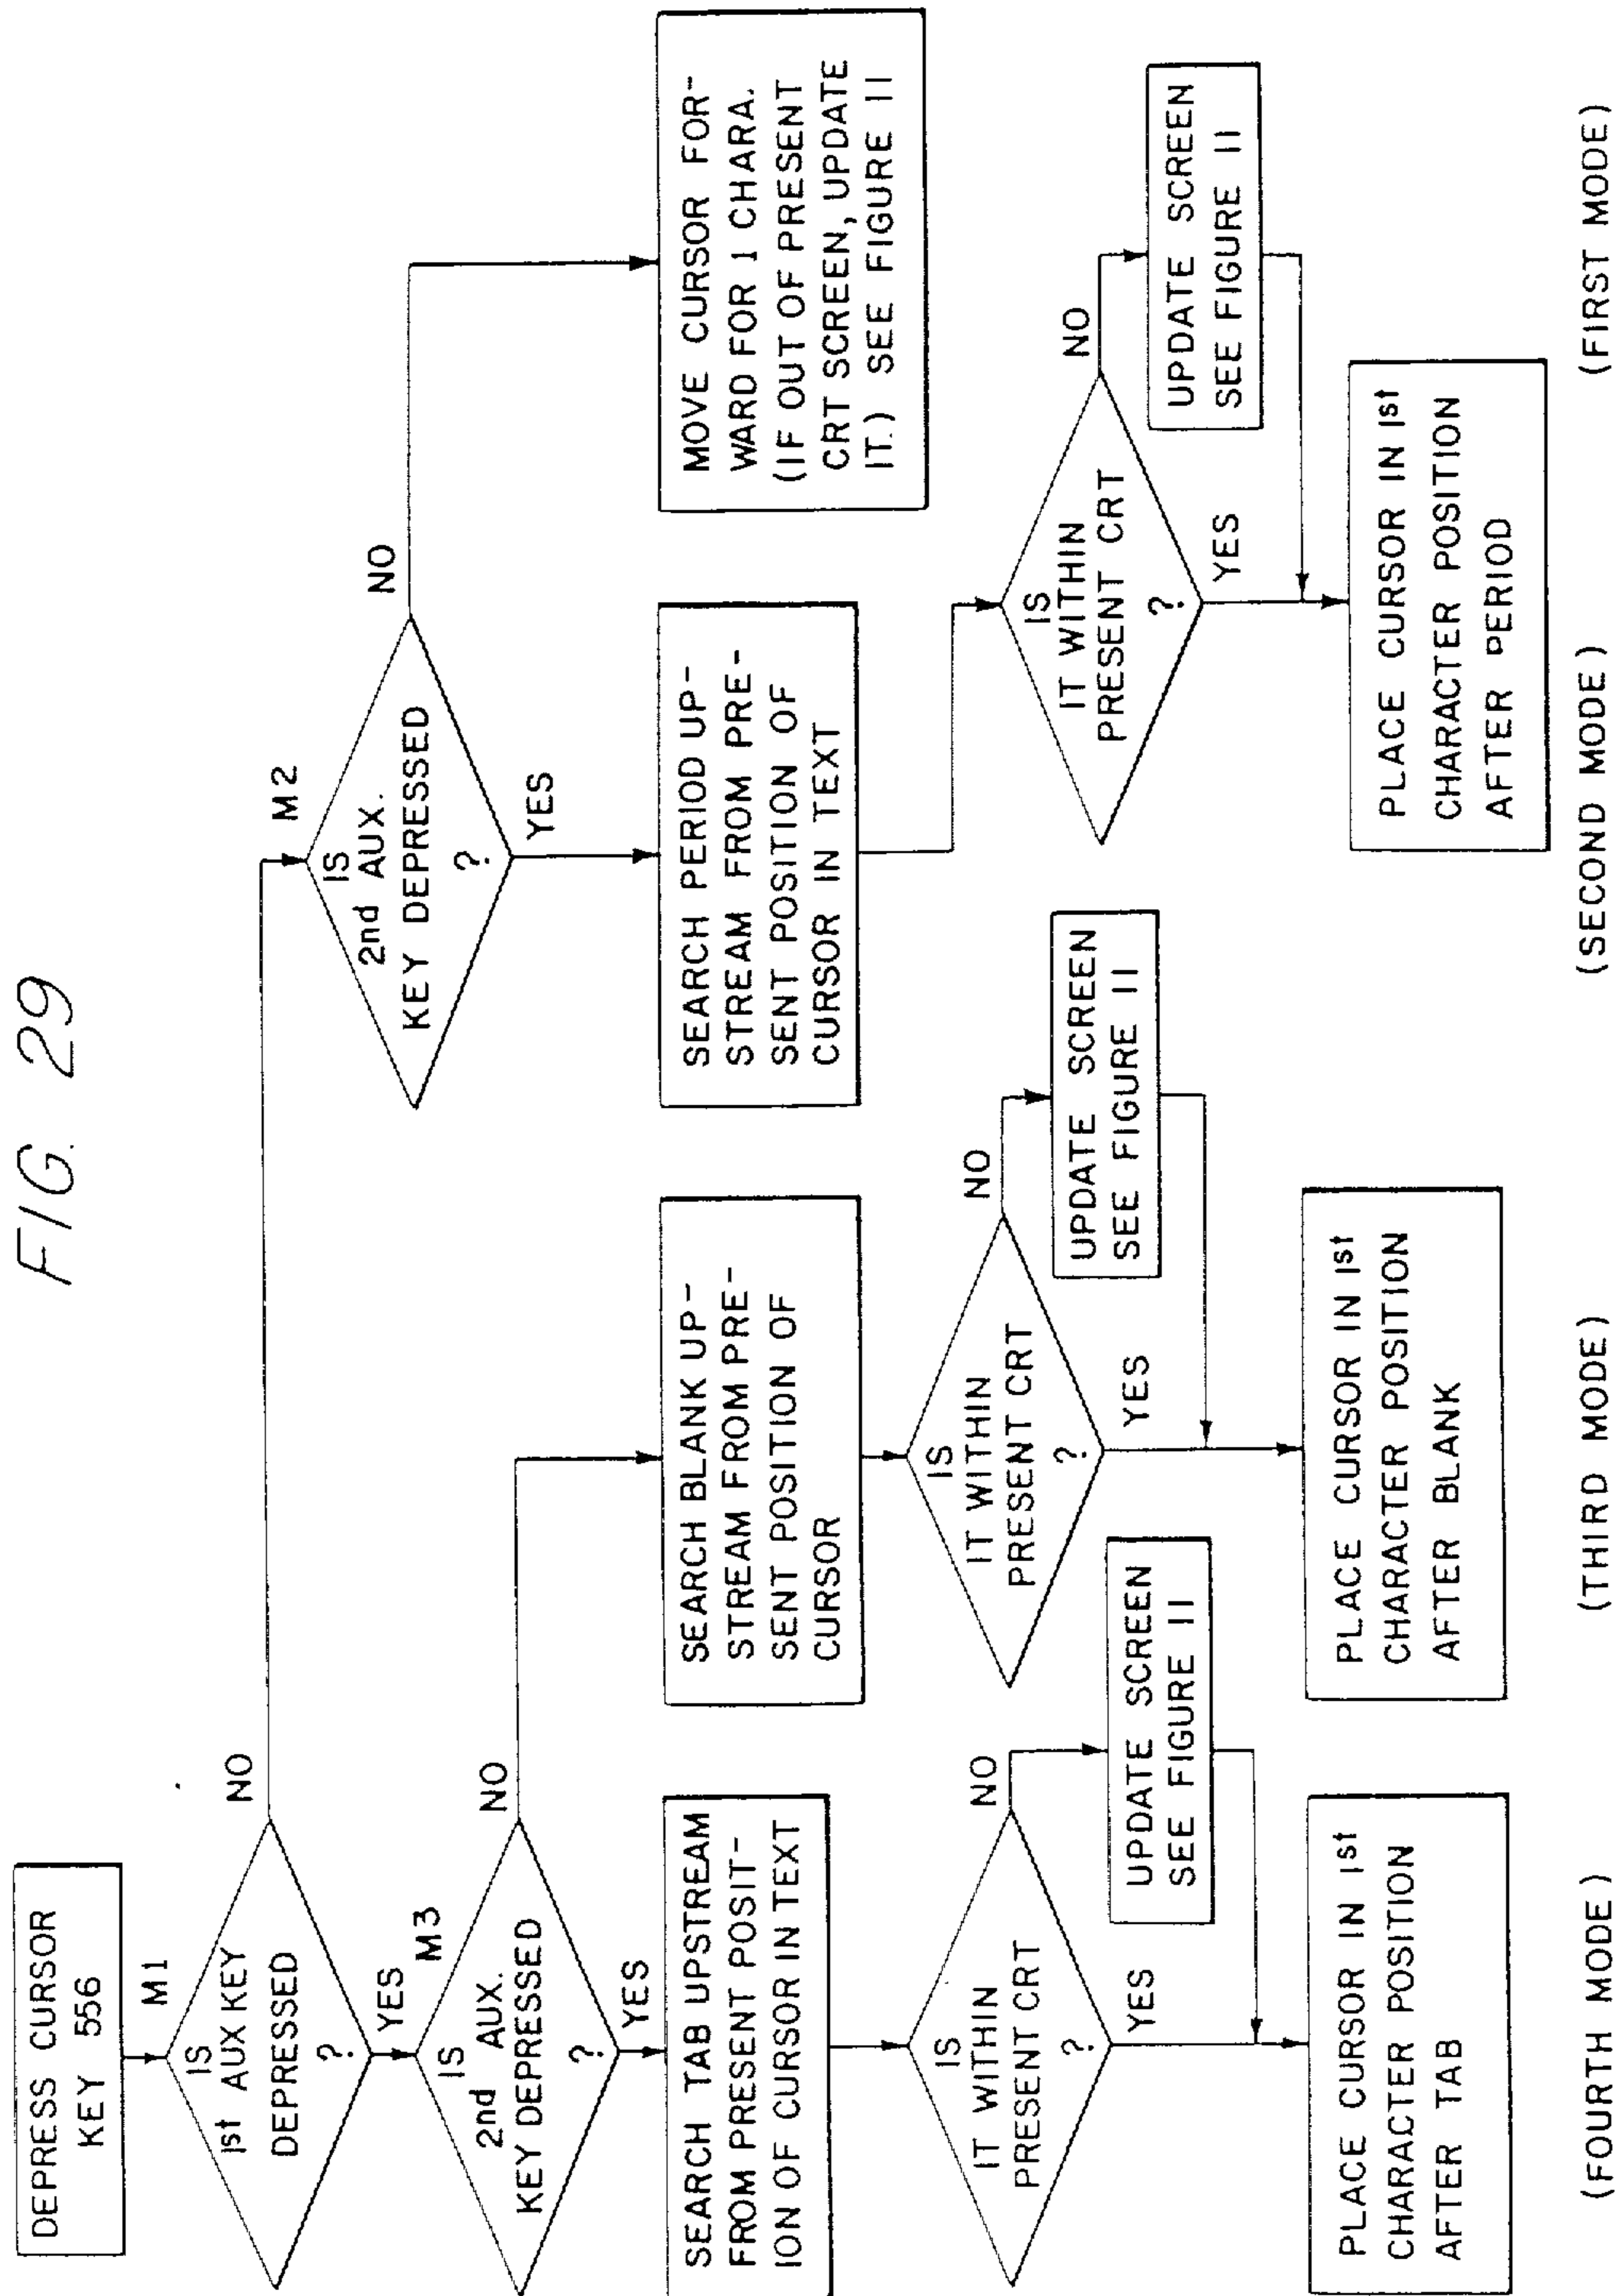 FIG. 29
DEPRESS CURSOR
KEY 556
M1
IS
1st AUX KEY
DEPRESSED
?
NO
YES
M3
IS
2nd AUX.
KEY DEPRESSED
?
NO
YES
SEARCH TAB UPSTREAM
FROM PRESENT POSIT-
ION OF CURSOR IN TEXT
IS
IT WITHIN
PRESENT CRT
?
NO
YES
UPDATE SCREEN
SEE FIGURE 11
PLACE CURSOR IN 1st
CHARACTER POSITION
AFTER TAB
(FOURTH MODE)
SEARCH BLANK UP-
STREAM FROM PRE-
SENT POSITION OF
CURSOR
IS
IT WITHIN
PRESENT CRT
?
NO
YES
UPDATE SCREEN
SEE FIGURE 11
PLACE CURSOR IN 1st
CHARACTER POSITION
AFTER BLANK
(THIRD MODE)
M2
IS
2nd AUX.
KEY DEPRESSED
?
NO
YES
SEARCH PERIOD UP-
STREAM FROM PRE-
SENT POSITION OF
CURSOR IN TEXT
IS
IT WITHIN
PRESENT CRT
?
NO
YES
UPDATE SCREEN
SEE FIGURE 11
PLACE CURSOR IN 1st
CHARACTER POSITION
AFTER PERIOD
(SECOND MODE)
MOVE CURSOR FOR-
WARD FOR 1 CHARA.
(IF OUT OF PRESENT
CRT SCREEN, UPDATE
IT.) SEE FIGURE 11
(FIRST MODE)